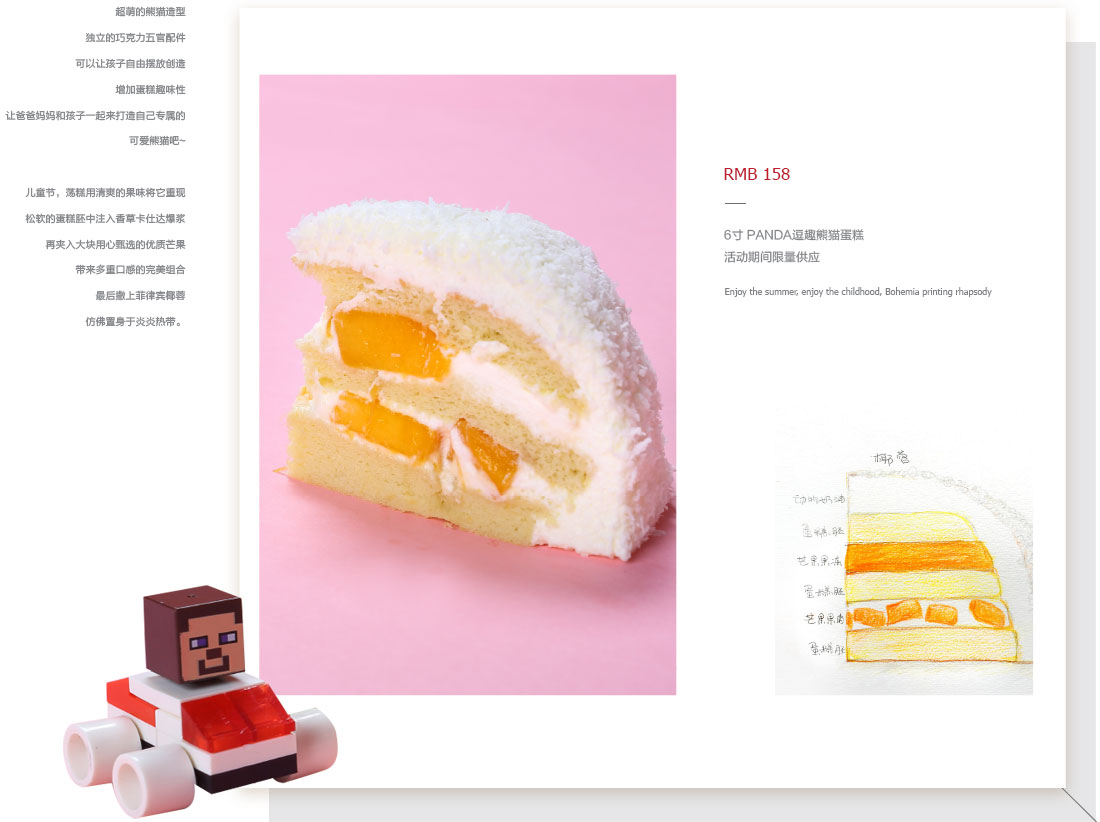 超萌的熊猫造型
独立的巧克力五官配件
可以让孩子自由摆放创造
增加蛋糕趣味性
让爸爸妈妈和孩子一起来打造自己专属的
可爱熊猫吧~
儿童节，荡糕用清爽的果味将它重现
松软的蛋糕胚中注入香草卡仕达爆浆
再夹入大块用心甄选的优质芒果
带来多重口感的完美组合
最后撒上菲律宾椰蓉
仿佛置身于炎炎热带。
RMB 158
6寸 PANDA逗趣熊猫蛋糕
活动期间限量供应
Enjoy the summer, enjoy the childhood, Bohemia printing rhapsody
椰蓉
动物奶油
蛋糕胚
芒果果冻
蛋糕胚
芒果果肉
蛋糕胚